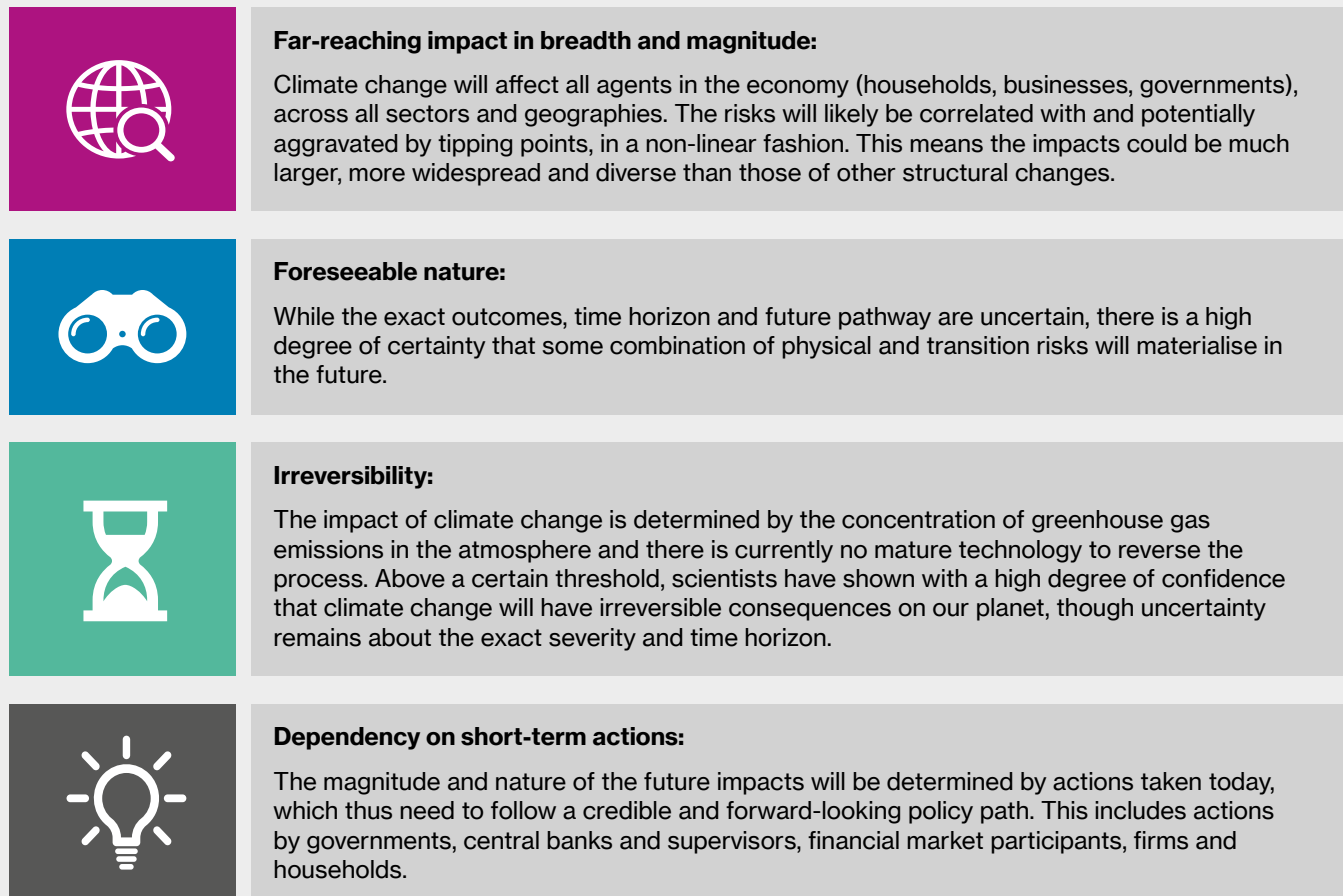 Far-reaching impact in breadth and magnitude:
Climate change will affect all agents in the economy (households, businesses, governments),
across all sectors and geographies. The risks will likely be correlated with and potentially
aggravated by tipping points, in a non-linear fashion. This means the impacts could be much
larger, more widespread and diverse than those of other structural changes.
Foreseeable nature:
While the exact outcomes, time horizon and future pathway are uncertain, there is a high
degree of certainty that some combination of physical and transition risks will materialise in
the future.
Irreversibility:
The impact of climate change is determined by the concentration of greenhouse gas
emissions in the atmosphere and there is currently no mature technology to reverse the
process. Above a certain threshold, scientists have shown with a high degree of confidence
that climate change will have irreversible consequences on our planet, though uncertainty
remains about the exact severity and time horizon.
Dependency on short-term actions:
The magnitude and nature of the future impacts will be determined by actions taken today,
which thus need to follow a credible and forward-looking policy path. This includes actions
by governments, central banks and supervisors, financial market participants, firms and
households.